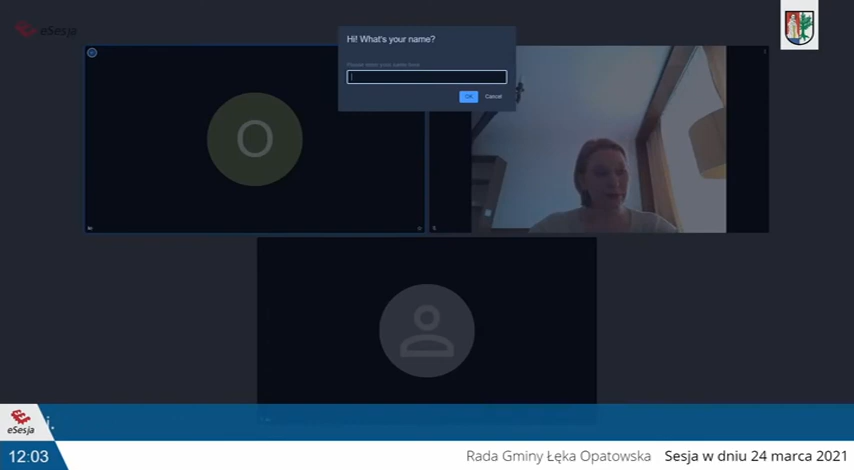 eSesja
Hi! What's your name?
Please enter your name here
OK
Cancel
O
i.
eSesja
12:03
Rada Gminy Łęka Opatowska
Sesja w dniu 24 marca 2021